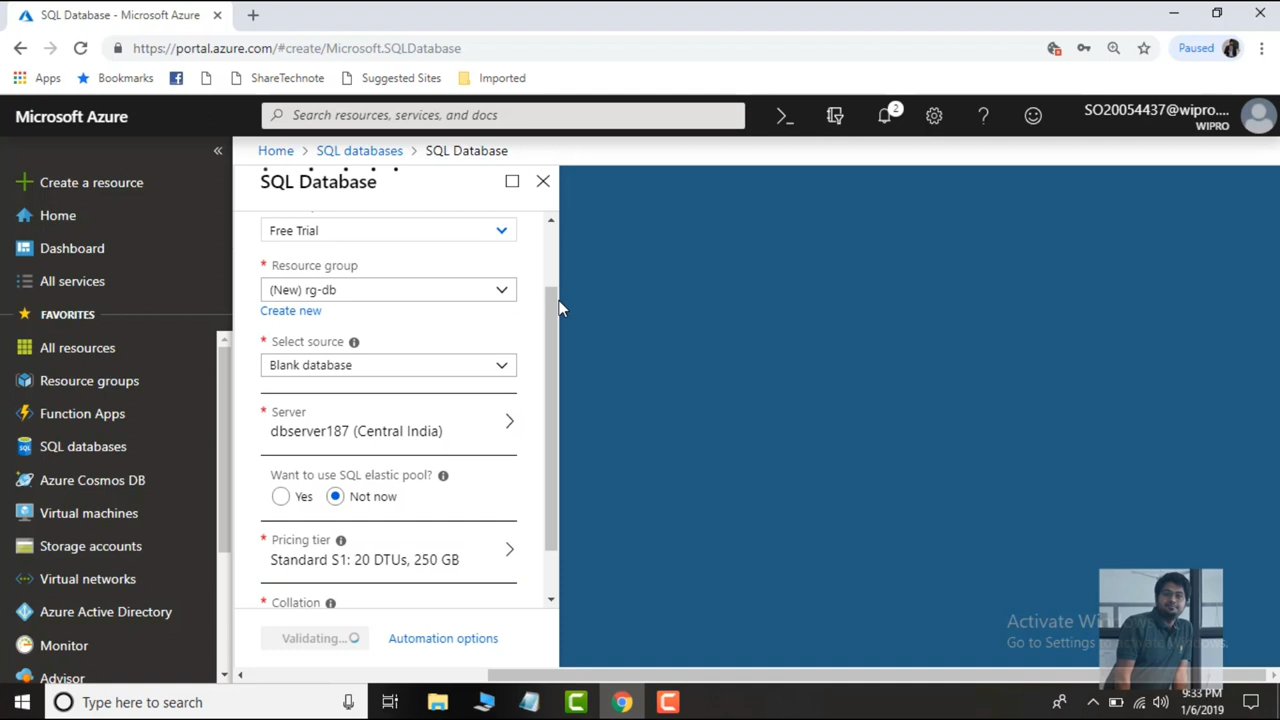 SQL Database - Microsoft Azure
https://portal.azure.com/#create/Microsoft.SQLDatabase
Paused
Apps
Bookmarks
ShareTechnote
Suggested Sites
Imported
Microsoft Azure
Search resources, services, and docs
2
SO20054437@wipro....
WIPRO
Home > SQL databases > SQL Database
SQL Database
Create a resource
Home
Dashboard
All services
FAVORITES
All resources
Resource groups
Function Apps
SQL databases
Azure Cosmos DB
Virtual machines
Storage accounts
Virtual networks
Azure Active Directory
Monitor
Advisor
Free Trial
* Resource group
(New) rg-db
Create new
* Select source
Blank database
* Server
dbserver187 (Central India)
Want to use SQL elastic pool?
Yes
Not now
* Pricing tier
Standard S1: 20 DTUs, 250 GB
* Collation
Validating...
Automation options
Activate Win
Go to Settings
Type here to search
9:33 PM
1/6/2019